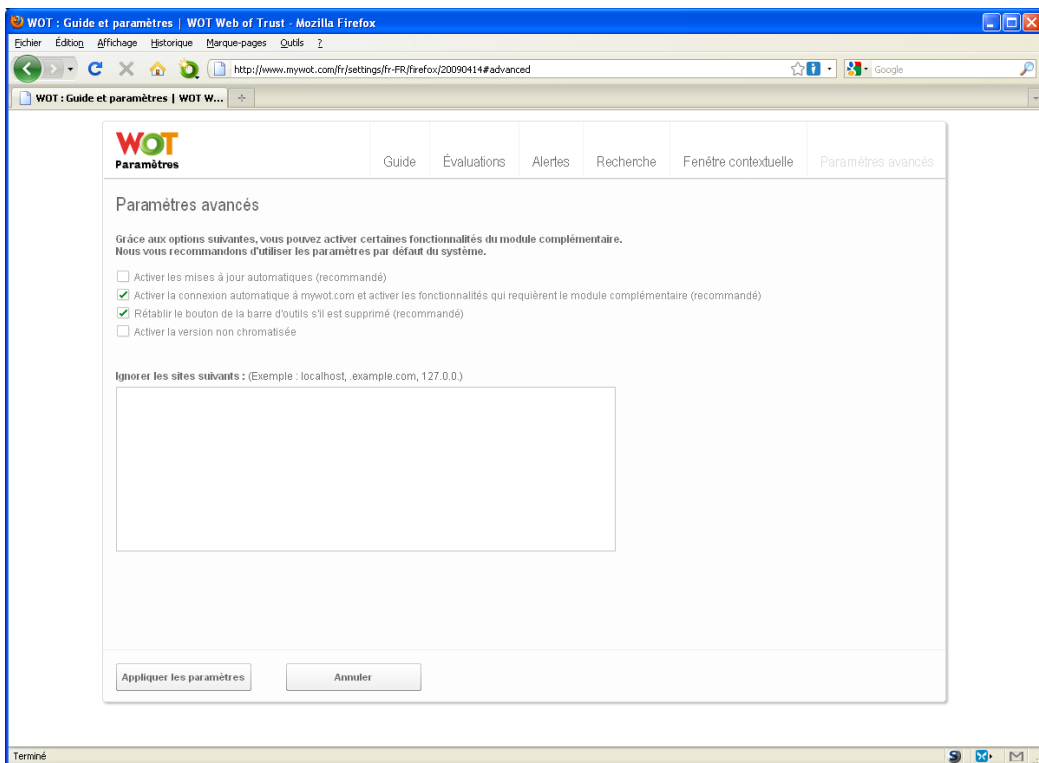 WOT : Guide et paramètres | WOT Web of Trust - Mozilla Firefox
Fichier Édition Affichage Historique Marque-pages Outils ?
http://www.mywot.com/fr/settings/fr-FR/firefox/20090414#advanced
Google
WOT : Guide et paramètres | WOT W...
WOT
Paramètres
Guide Évaluations Alertes Recherche Fenêtre contextuelle Paramètres avancés
Paramètres avancés
Grâce aux options suivantes, vous pouvez activer certaines fonctionnalités du module complémentaire.
Nous vous recommandons d'utiliser les paramètres par défaut du système.
Activer les mises à jour automatiques (recommandé)
Activer la connexion automatique à mywot.com et activer les fonctionnalités qui requièrent le module complémentaire (recommandé)
Rétablir le bouton de la barre d'outils s'il est supprimé (recommandé)
Activer la version non chromatisée
Ignorer les sites suivants : (Exemple : localhost, .example.com, 127.0.0.)
Appliquer les paramètres Annuler
Terminé